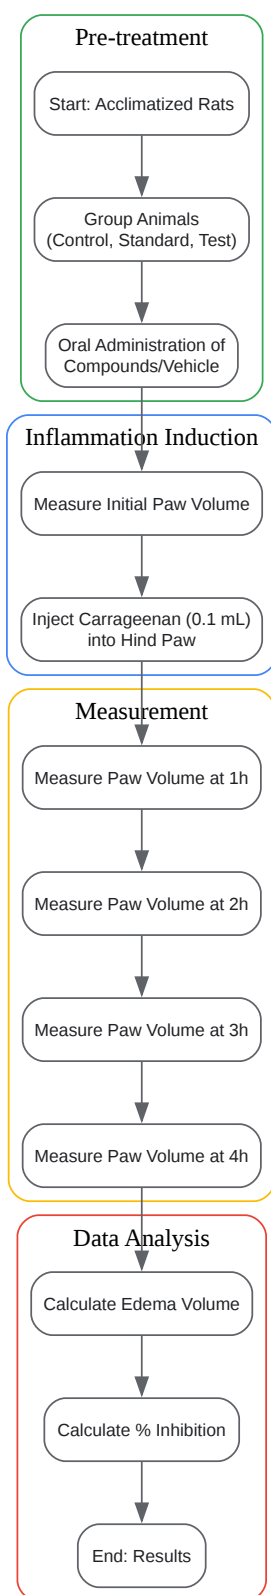 Pre-treatment
Start: Acclimatized Rats
Group Animals
(Control, Standard, Test)
Oral Administration of
Compounds/Vehicle
Inflammation Induction
Measure Initial Paw Volume
Inject Carrageenan (0.1 mL)
into Hind Paw
Measurement
Measure Paw Volume at 1h
Measure Paw Volume at 2h
Measure Paw Volume at 3h
Measure Paw Volume at 4h
Data Analysis
Calculate Edema Volume
Calculate % Inhibition
End: Results